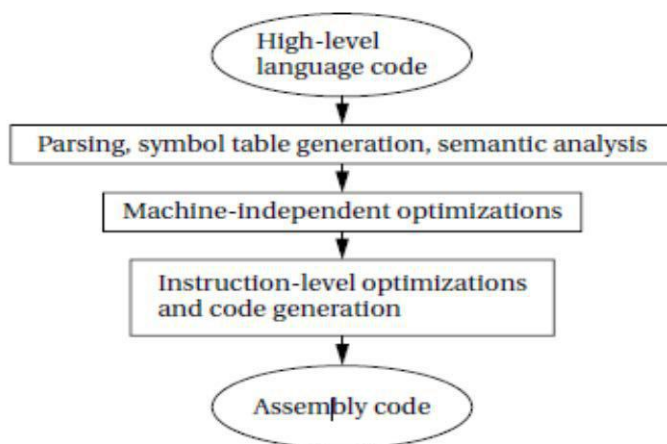 High-level
language code
Parsing, symbol table generation, semantic analysis
Machine-independent optimizations
Instruction-level optimizations
and code generation
Assembly code